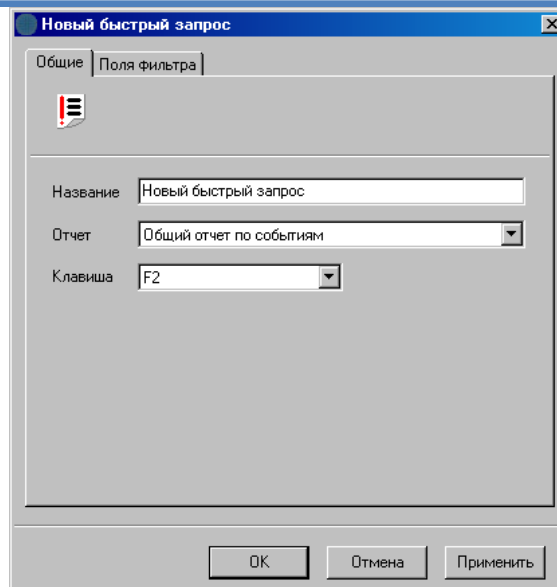 Новый быстрый запрос
Общие Поля фильтра
Название Новый быстрый запрос
Отчет Общий отчет по событиям
Клавиша F2
OK Отмена Применить